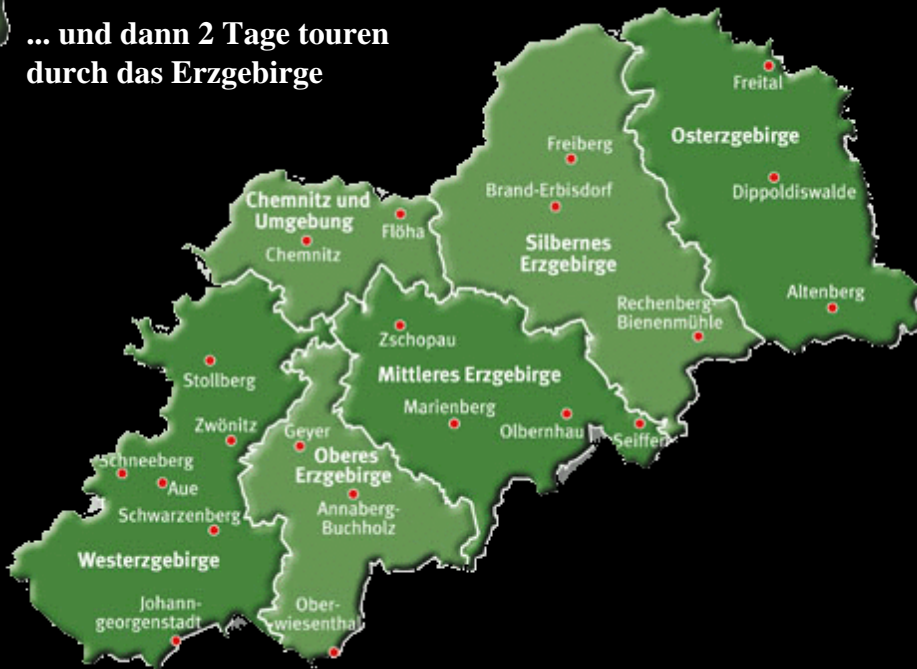 ... und dann 2 Tage touren
durch das Erzgebirge
Freital
Osterzgebirge
Freiberg
Dippoldiswalde
Brand-Erbisdorf
Chemnitz und
Umgebung
Flöha
Chemnitz
Silbernes
Erzgebirge
Altenberg
Rechenberg-
Bienenmühle
Zschopau
Stollberg
Mittleres Erzgebirge
Marienberg
Zwönitz
Geyer
Olbernhau
Seiffen
Oberes
Erzgebirge
Schneeberg
Aue
Annaberg-
Buchholz
Schwarzenberg
Westerzgebirge
Johann-
georgenstadt
Ober-
wiesenthal